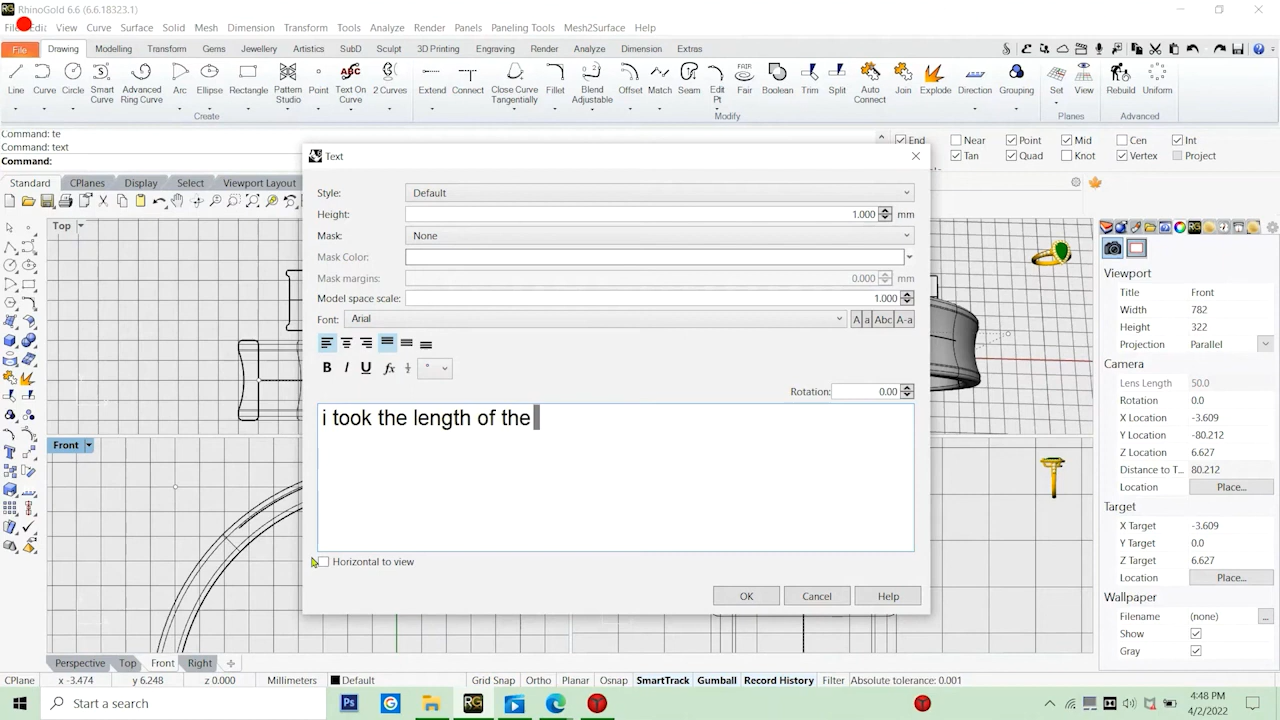 RhinoGold 6.6 (6.6.18323.1)
File Edit View Curve Surface Solid Mesh Dimension Transform Tools Analyze Render Panels Paneling Tools Mesh2Surface Help
File Drawing Modelling Transform Gems Jewellery Artistics SubD Sculpt 3D Printing Engraving Render Analyze Dimension Extras
Line Curve Circle Smart Curve Advanced Ring Curve Arc Ellipse Rectangle Pattern Studio Point Text On Curve 2 Curves Extend Connect Close Curve Tangentially Fillet Blend Adjustable Offset Match Seam Edit Pt Fair Boolean Trim Split Auto Connect Join Explode Direction Grouping Set View Rebuild Uniform
Create Modify Planes Advanced
Command: te
Command: text
Command:
End Near Point Mid Cen Int
Tan Quad Knot Vertex Project
Standard CPlanes Display Select Viewport Layout
Top
Front
Text
Style: Default
Height: 1.000 mm
Mask: None
Mask Color:
Mask margins: 0.000 mm
Model space scale: 1.000
Font: Arial A a Abc A-a
B I U fx ½ °
Rotation: 0.00
i took the length of the
Horizontal to view
OK Cancel Help
Viewport
Title Front
Width 782
Height 322
Projection Parallel
Camera
Lens Length 50.0
Rotation 0.0
X Location -3.609
Y Location -80.212
Z Location 6.627
Distance to T... 80.212
Location Place...
Target
X Target -3.609
Y Target 0.0
Z Target 6.627
Location Place...
Wallpaper
Filename (none) ...
Show
Gray
Perspective Top Front Right
CPlane x -3.474 y 6.248 z 0.000 Millimeters Default Grid Snap Ortho Planar Osnap SmartTrack Gumball Record History Filter Absolute tolerance: 0.001
Start a search
4:48 PM
4/2/2022